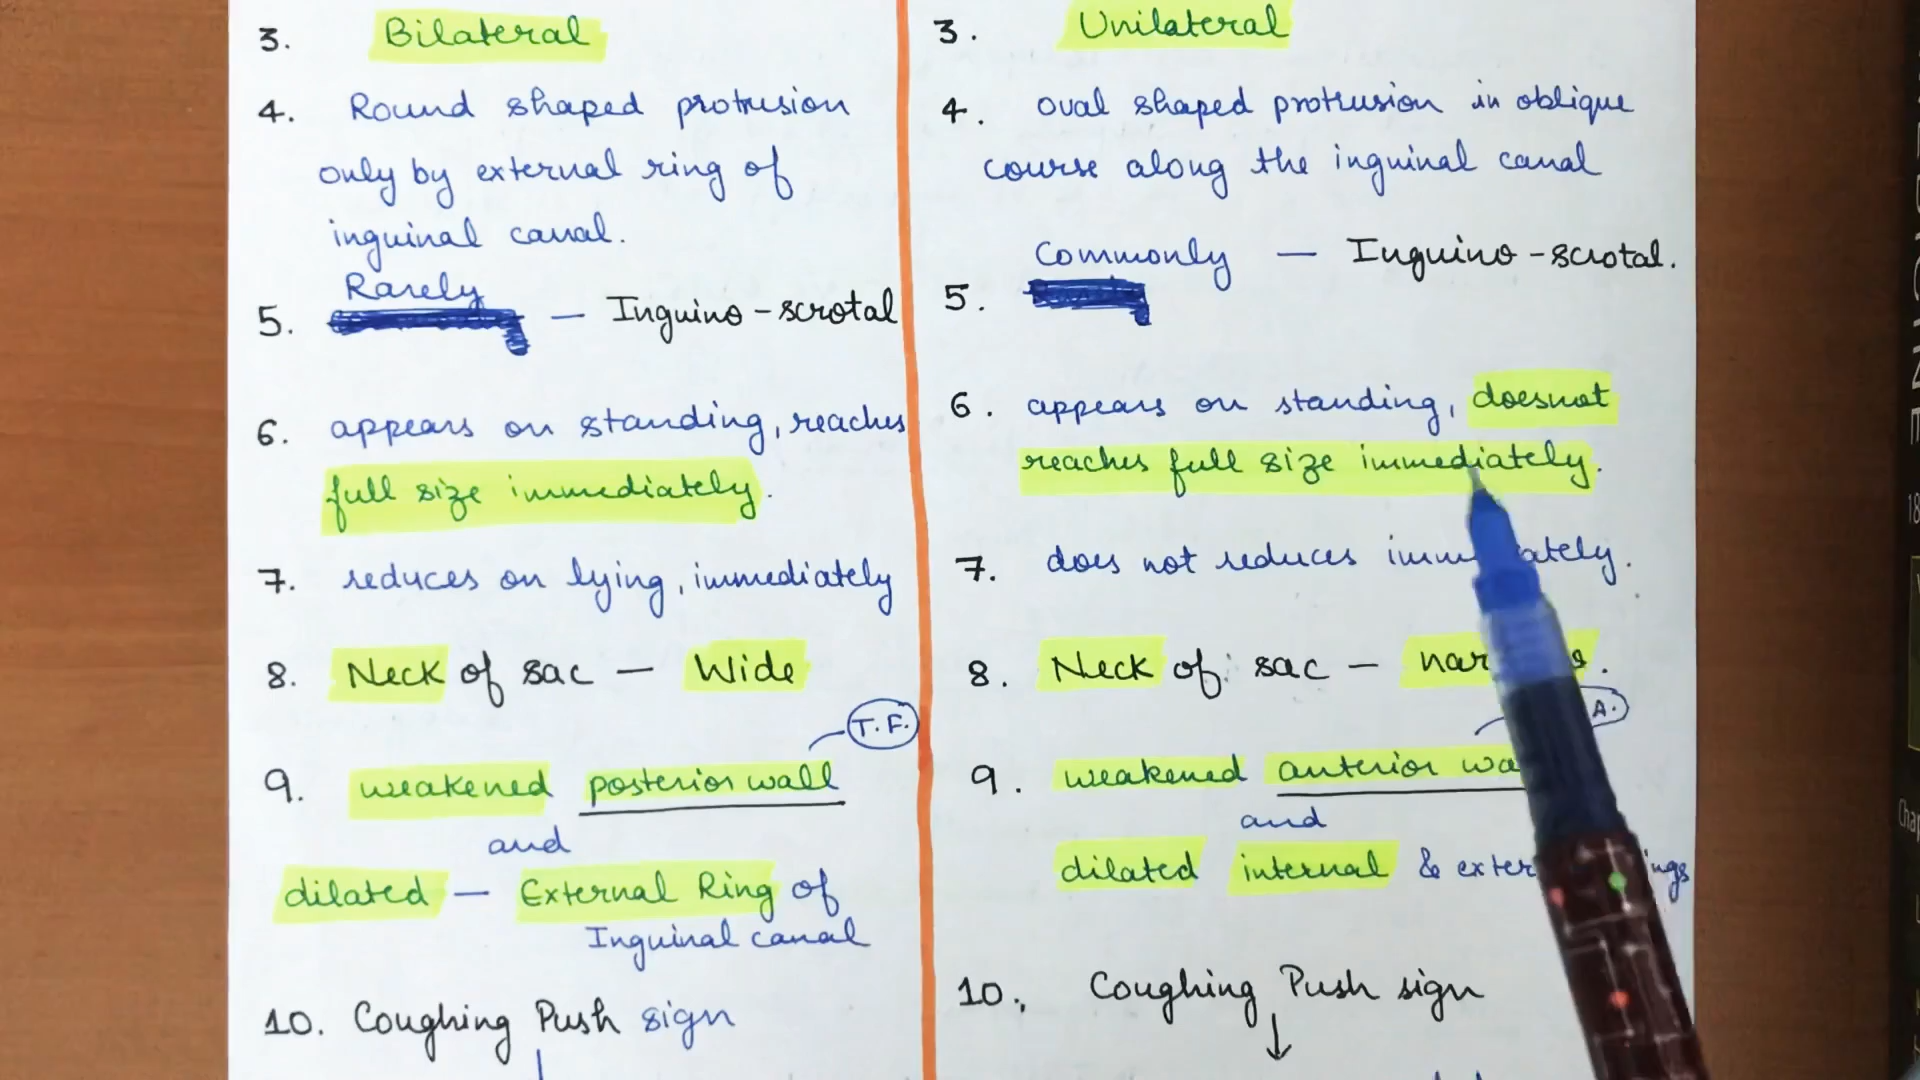 3. Bilateral
4. Round shaped protrusion
only by external ring of
inguinal canal.
Rarely
5. — Inguino-scrotal
6. appears on standing, reaches
full size immediately.
7. reduces on lying, immediately
8. Neck of sac — Wide
T.F.
9. weakened posterior wall
and
dilated — External Ring of
Inguinal canal
10. Coughing Push sign
3. Unilateral
4. oval shaped protrusion in oblique
course along the inguinal canal
Commonly — Inguino-scrotal.
5.
6. appears on standing, doesnot
reaches full size immediately.
7. does not reduces
8. Neck of sac —
A.
9. weakened anterior
and
dilated internal &
10. Coughing Push sign
18